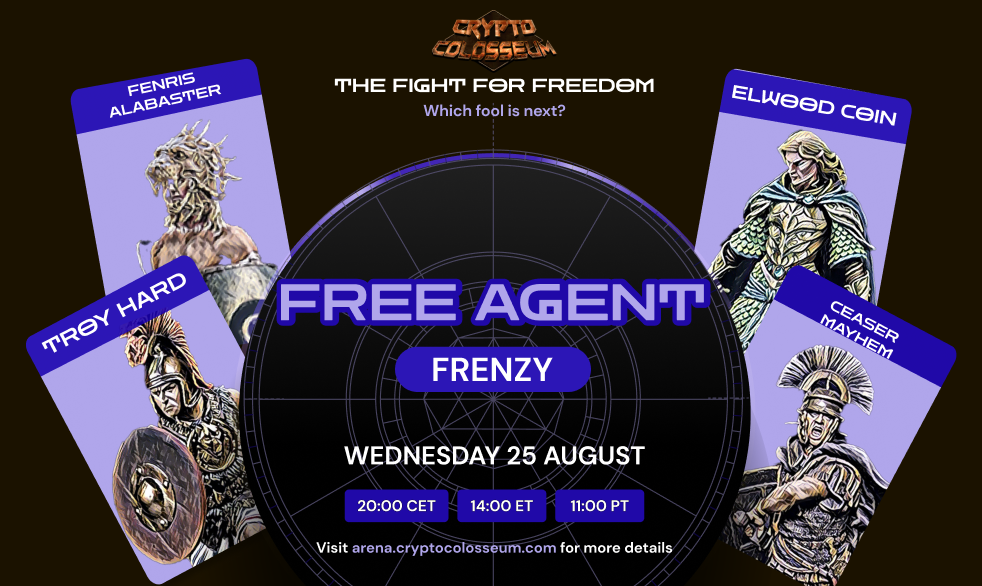 CRYPTO
COLOSSEUM
THE FIGHT FOR FREEDOM
Which fool is next?
FENRIS
ALABASTER
ELWOOD COIN
TROY HARD
CEASER
MAYHEM
FREE AGENT
FRENZY
WEDNESDAY 25 AUGUST
20:00 CET 14:00 ET 11:00 PT
Visit arena.cryptocolosseum.com for more details